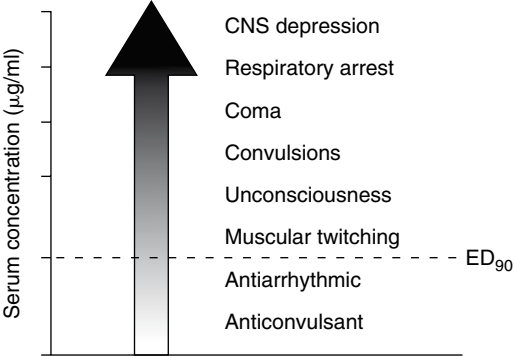 Serum concentration (μg/ml)
CNS depression
Respiratory arrest
Coma
Convulsions
Unconsciousness
Muscular twitching
ED90
Antiarrhythmic
Anticonvulsant